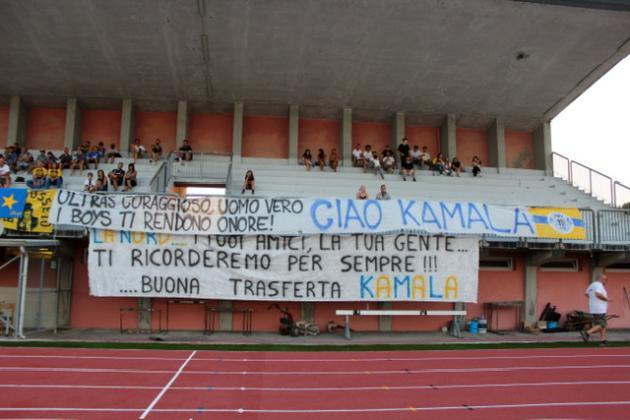 ULTRAS CORAGGIOSO, UOMO VERO
I BOYS TI RENDONO ONORE!
CIAO KAMALA
LA NORD... I TUOI AMICI, LA TUA GENTE...
TI RICORDEREMO PER SEMPRE!!!
....BUONA TRASFERTA KAMALA